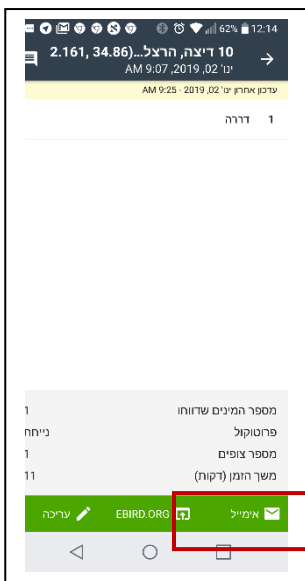 62% 12:14
10 דיצה, הרצל...(34.86, 2.161
ינו' 02, 2019, 9:07 AM
עדכון אחרון ינו' 02, 2019 - 9:25 AM
1 דררה
מספר המינים שדווחו 1
פרוטוקול נייחת
מספר צופים 1
משך הזמן (דקות) 11
אימייל EBIRD.ORG עריכה